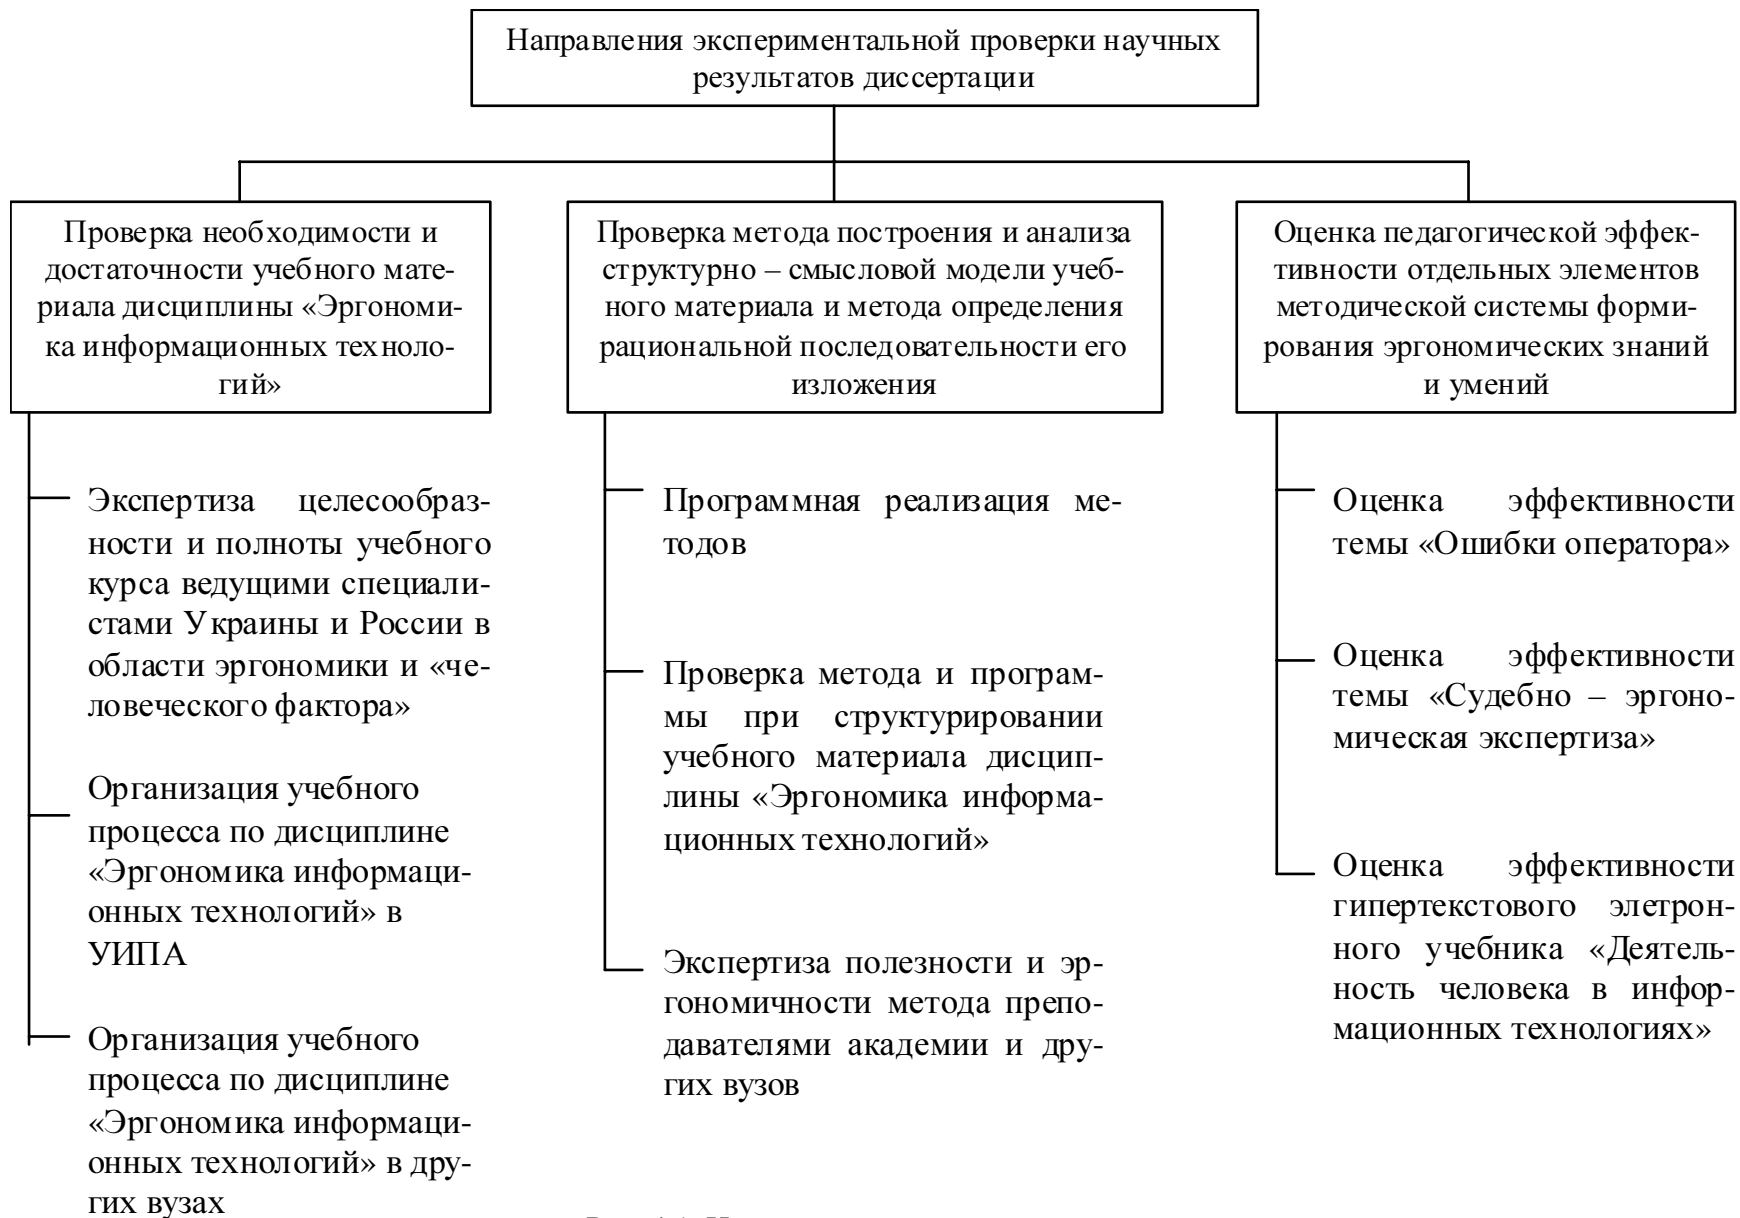 Направления экспериментальной проверки научных
результатов диссертации
Проверка необходимости и
достаточности учебного мате-
риала дисциплины «Эргономи-
ка информационных техноло-
гий»
Экспертиза целесообраз-
ности и полноты учебного
курса ведущими специали-
стами Украины и России в
области эргономики и «че-
ловеческого фактора»
Организация учебного
процесса по дисциплине
«Эргономика информаци-
онных технологий» в
УИПА
Организация учебного
процесса по дисциплине
«Эргономика информаци-
онных технологий» в дру-
гих вузах
Проверка метода построения и анализа
структурно – смысловой модели учеб-
ного материала и метода определения
рациональной последовательности его
изложения
Программная реализация ме-
тодов
Проверка метода и програм-
мы при структурировании
учебного материала дисцип-
лины «Эргономика информа-
ционных технологий»
Экспертиза полезности и эр-
гономичности метода препо-
давателями академии и дру-
гих вузов
Оценка педагогической эффек-
тивности отдельных элементов
методической системы форми-
рования эргономических знаний
и умений
Оценка эффективности
темы «Ошибки оператора»
Оценка эффективности
темы «Судебно – эргоно-
мическая экспертиза»
Оценка эффективности
гипертекстового элетрон-
ного учебника «Деятель-
ность человека в инфор-
мационных технологиях»